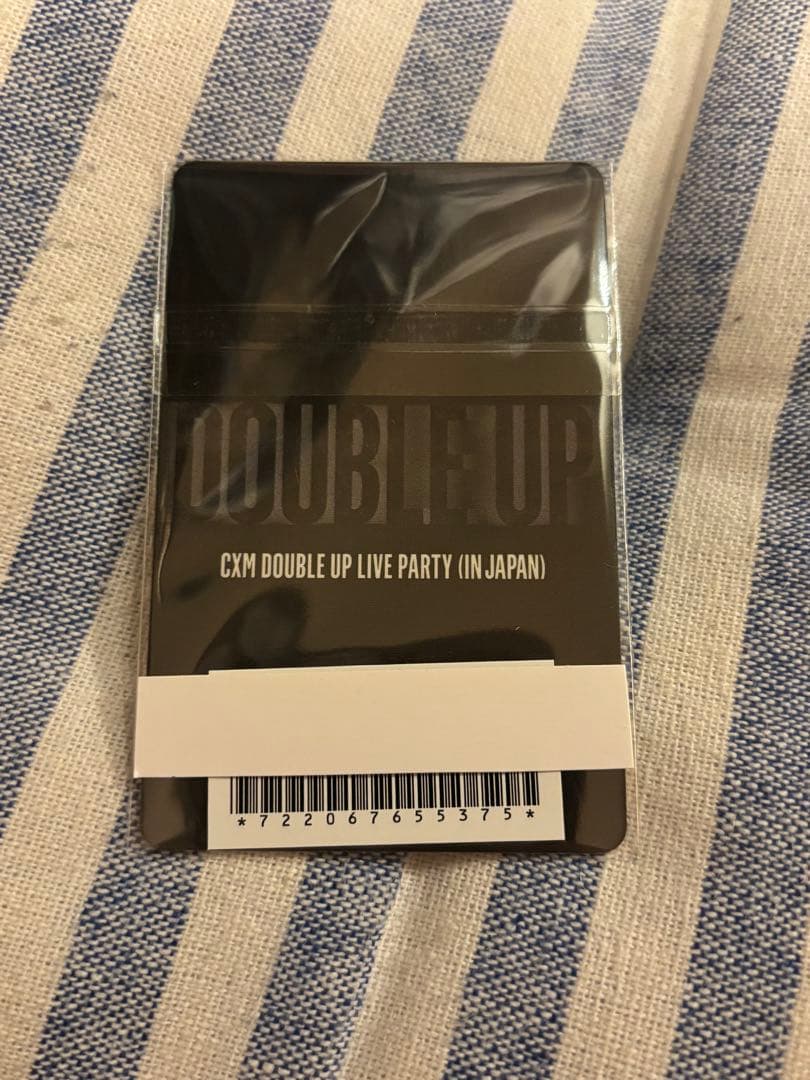 DOUBLE UP
CXM DOUBLE UP LIVE PARTY (IN JAPAN)
*722067655375*